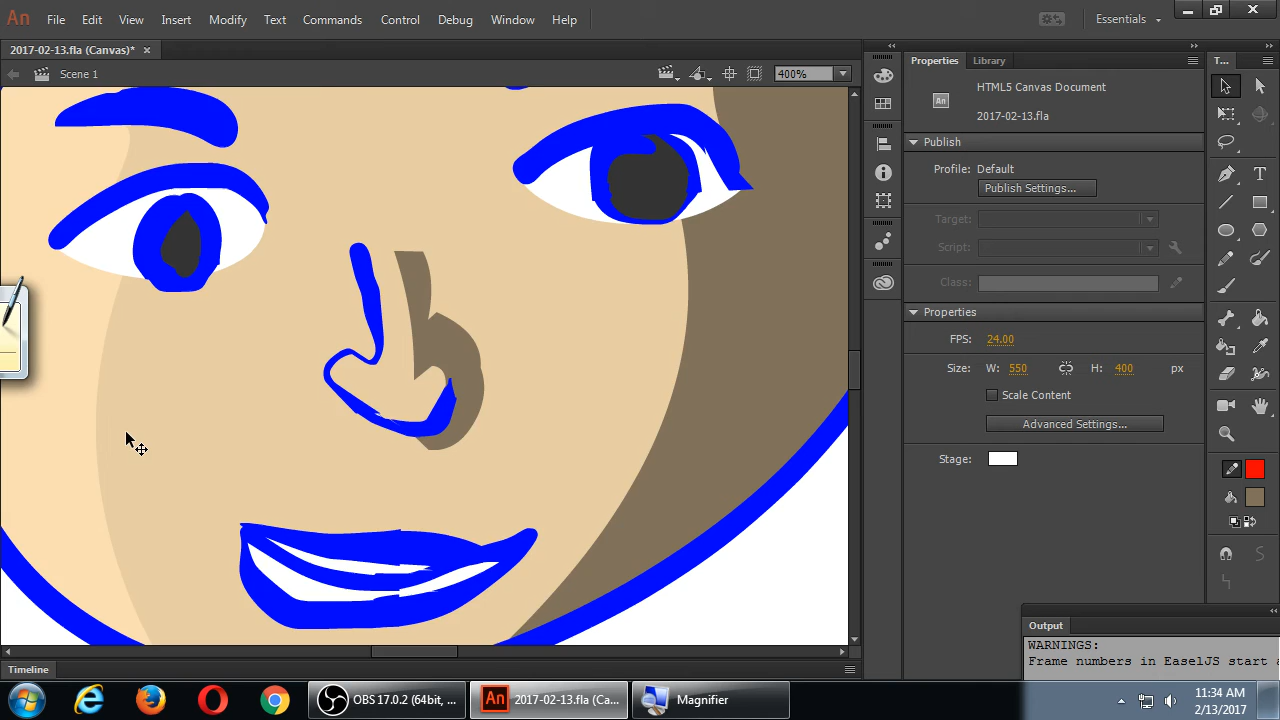 An File Edit View Insert Modify Text Commands Control Debug Window Help Essentials
2017-02-13.fla (Canvas)* ×
Scene 1 400%
Properties Library T...
HTML5 Canvas Document
An 2017-02-13.fla
Publish
Profile: Default
Publish Settings...
Target:
Script:
Class:
Properties
FPS: 24.00
Size: W: 550 H: 400 px
Scale Content
Advanced Settings...
Stage:
Output
WARNINGS:
Frame numbers in EaselJS start
Timeline
OBS 17.0.2 (64bit, ... An 2017-02-13.fla (Ca... Magnifier
11:34 AM
2/13/2017